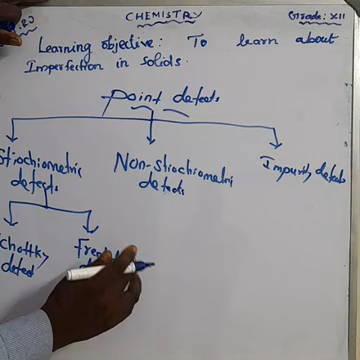 CHEMISTRY
Grade: XII
Learning objective: To learn about
Imperfection in solids.
Point defects
Stiochiometric
defects
Non-stiochiometric
defects
Impurity defects
defect